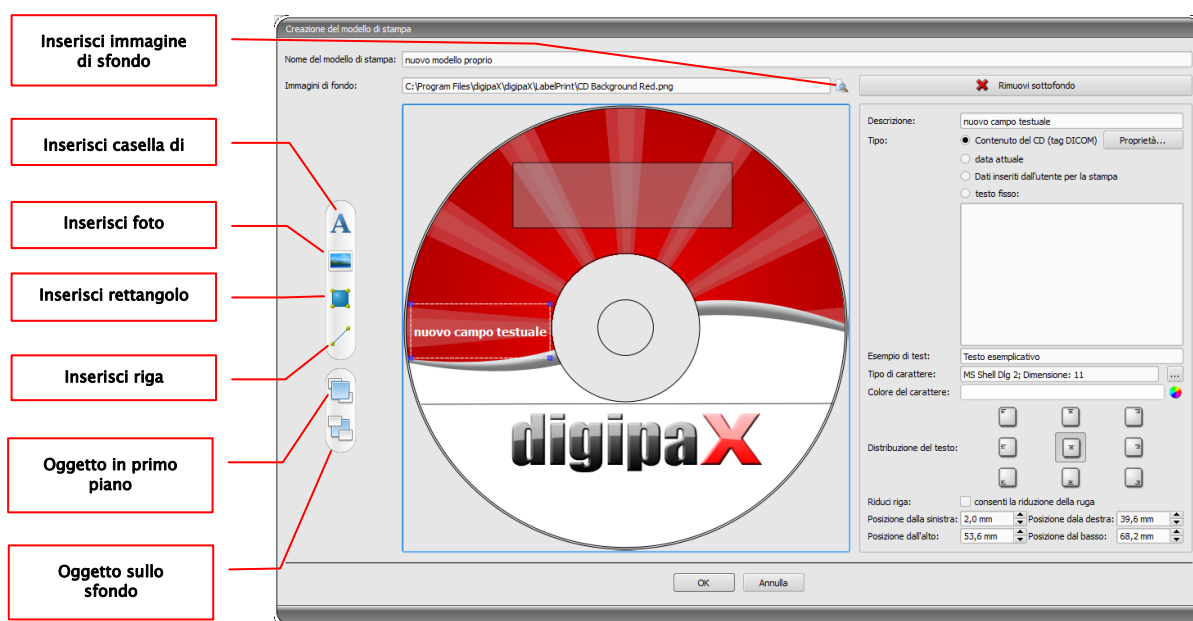 Inserisci immagine
di sfondo
Inserisci casella di
Inserisci foto
Inserisci rettangolo
Inserisci riga
Oggetto in primo
piano
Oggetto sullo
sfondo
Creazione del modello di stampa
Nome del modello di stampa: nuovo modello proprio
Immagini di fondo: C:\Program Files\digipaX\digipaX\LabelPrint\CD Background Red.png
Rimuovi sottofondo
A
nuovo campo testuale
digipaX
Descrizione: nuovo campo testuale
Tipo: Contenuto del CD (tag DICOM) Proprietà...
data attuale
Dati inseriti dall'utente per la stampa
testo fisso:
Esempio di test: Testo esemplicativo
Tipo di carattere: MS Shell Dlg 2; Dimensione: 11 ...
Colore del carattere:
Distribuzione del testo:
Riduci riga: consenti la riduzione della ruga
Posizione dalla sinistra: 2,0 mm Posizione dala destra: 39,6 mm
Posizione dall'alto: 53,6 mm Posizione dal basso: 68,2 mm
OK Annulla